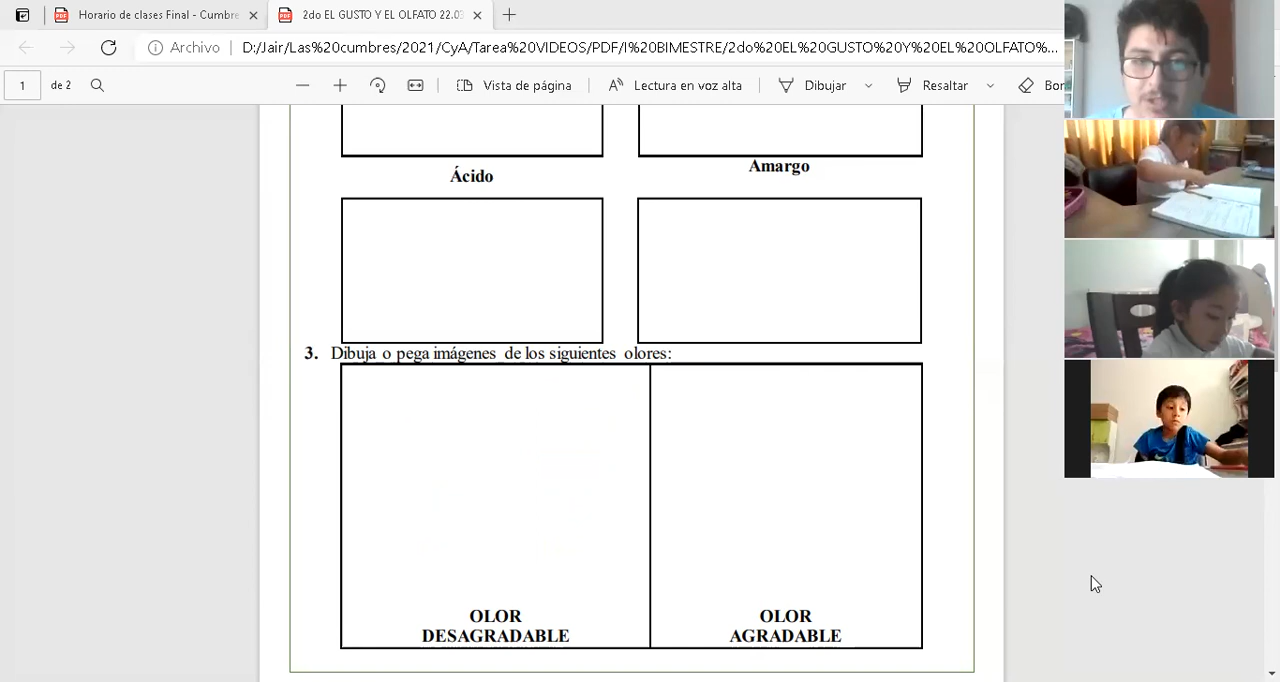 Horario de clases Final - Cumbre
2do EL GUSTO Y EL OLFATO 22.03
Archivo
D:/Jair/Las%20cumbres/2021/CyA/Tarea%20VIDEOS/PDF/I%20BIMESTRE/2do%20EL%20GUSTO%20Y%20EL%20OLFATO%...
1 de 2
Vista de página
Lectura en voz alta
Dibujar
Resaltar
Bor
Ácido
Amargo
3. Dibuja o pega imágenes de los siguientes olores:
OLOR
DESAGRADABLE
OLOR
AGRADABLE